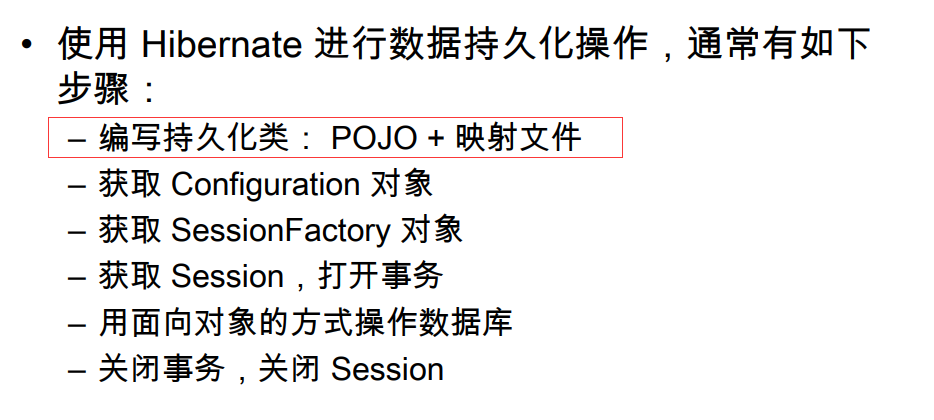 • 使用 Hibernate 进行数据持久化操作，通常有如下
步骤：
– 编写持久化类： POJO + 映射文件
– 获取 Configuration 对象
– 获取 SessionFactory 对象
– 获取 Session，打开事务
– 用面向对象的方式操作数据库
– 关闭事务，关闭 Session